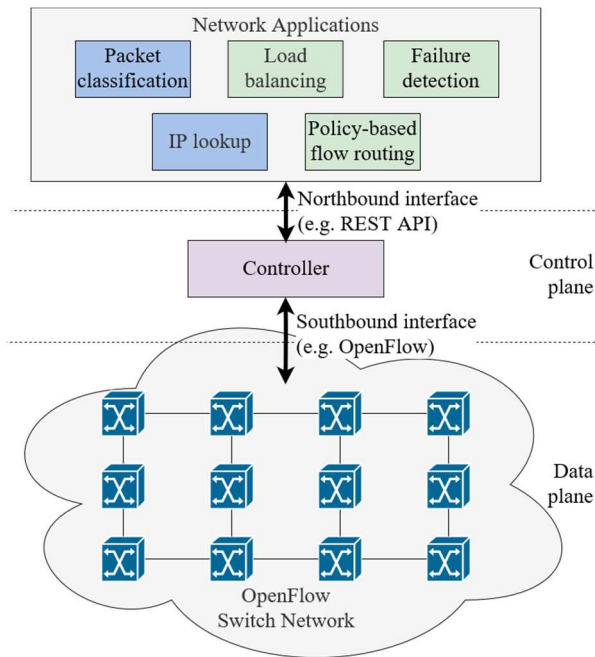 Network Applications
Packet
classification
Load
balancing
Failure
detection
IP lookup
Policy-based
flow routing
Northbound interface
(e.g. REST API)
Controller
Control
plane
Southbound interface
(e.g. OpenFlow)
Data
plane
OpenFlow
Switch Network